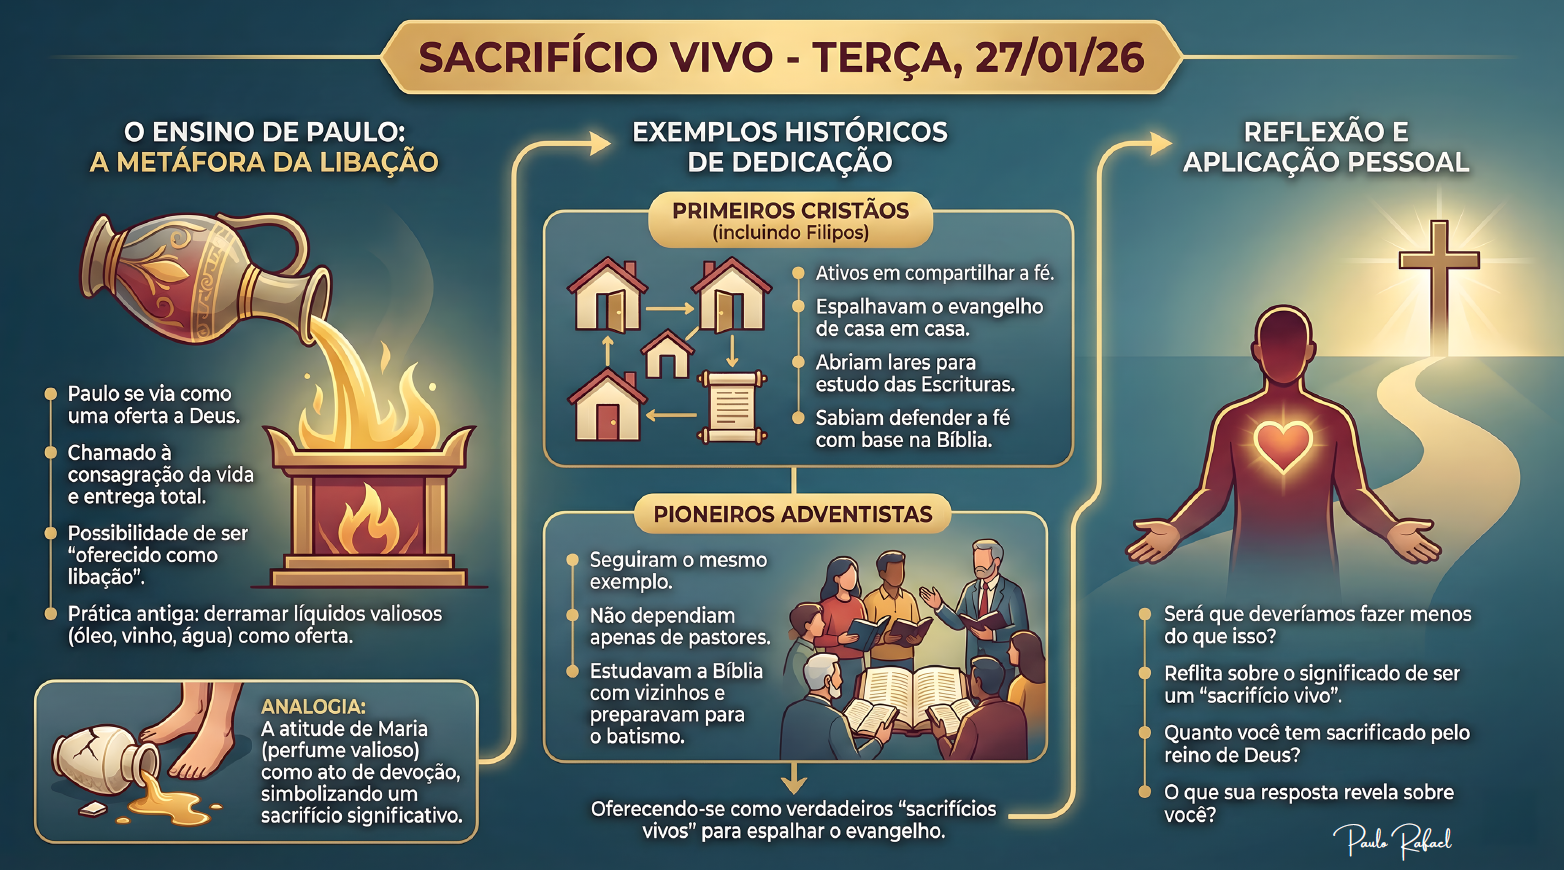 SACRIFÍCIO VIVO - TERÇA, 27/01/26
O ENSINO DE PAULO:
A METÁFORA DA LIBAÇÃO
Paulo se via como
uma oferta a Deus.
Chamado à
consagração da vida
e entrega total.
Possibilidade de ser
“oferecido como
libação”.
Prática antiga: derramar líquidos valiosos
(óleo, vinho, água) como oferta.
ANALOGIA:
A atitude de Maria
(perfume valioso)
como ato de devoção,
simbolizando um
sacrifício significativo.
EXEMPLOS HISTÓRICOS
DE DEDICAÇÃO
PRIMEIROS CRISTÃOS
(incluindo Filipos)
Ativos em compartilhar a fé.
Espalhavam o evangelho
de casa em casa.
Abriam lares para
estudo das Escrituras.
Sabiam defender a fé
com base na Bíblia.
PIONEIROS ADVENTISTAS
Seguiram o mesmo
exemplo.
Não dependiam
apenas de pastores.
Estudavam a Bíblia
com vizinhos e
preparavam para
o batismo.
Oferecendo-se como verdadeiros “sacrifícios
vivos” para espalhar o evangelho.
REFLEXÃO E
APLICAÇÃO PESSOAL
Será que deveríamos fazer menos
do que isso?
Reflita sobre o significado de ser
um “sacrifício vivo”.
Quanto você tem sacrificado pelo
reino de Deus?
O que sua resposta revela sobre
você?
Paulo Rafael